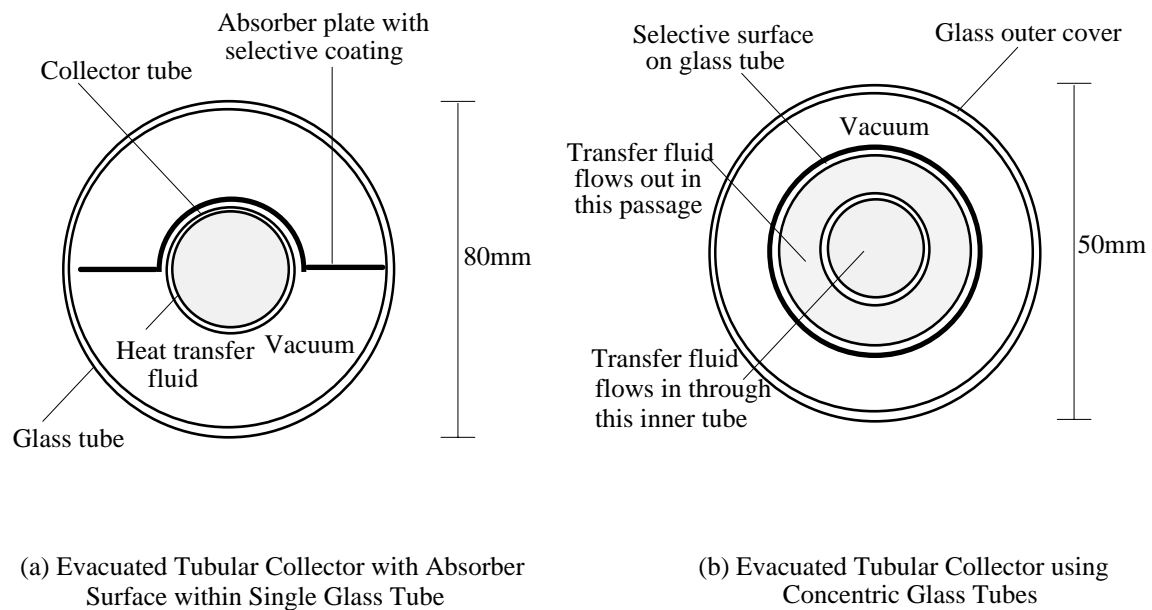 Absorber plate with
selective coating
Collector tube
80mm
Heat transfer
fluid
Vacuum
Glass tube
(a) Evacuated Tubular Collector with Absorber
Surface within Single Glass Tube
Selective surface
on glass tube
Glass outer cover
Vacuum
Transfer fluid
flows out in
this passage
50mm
Transfer fluid
flows in through
this inner tube
(b) Evacuated Tubular Collector using
Concentric Glass Tubes